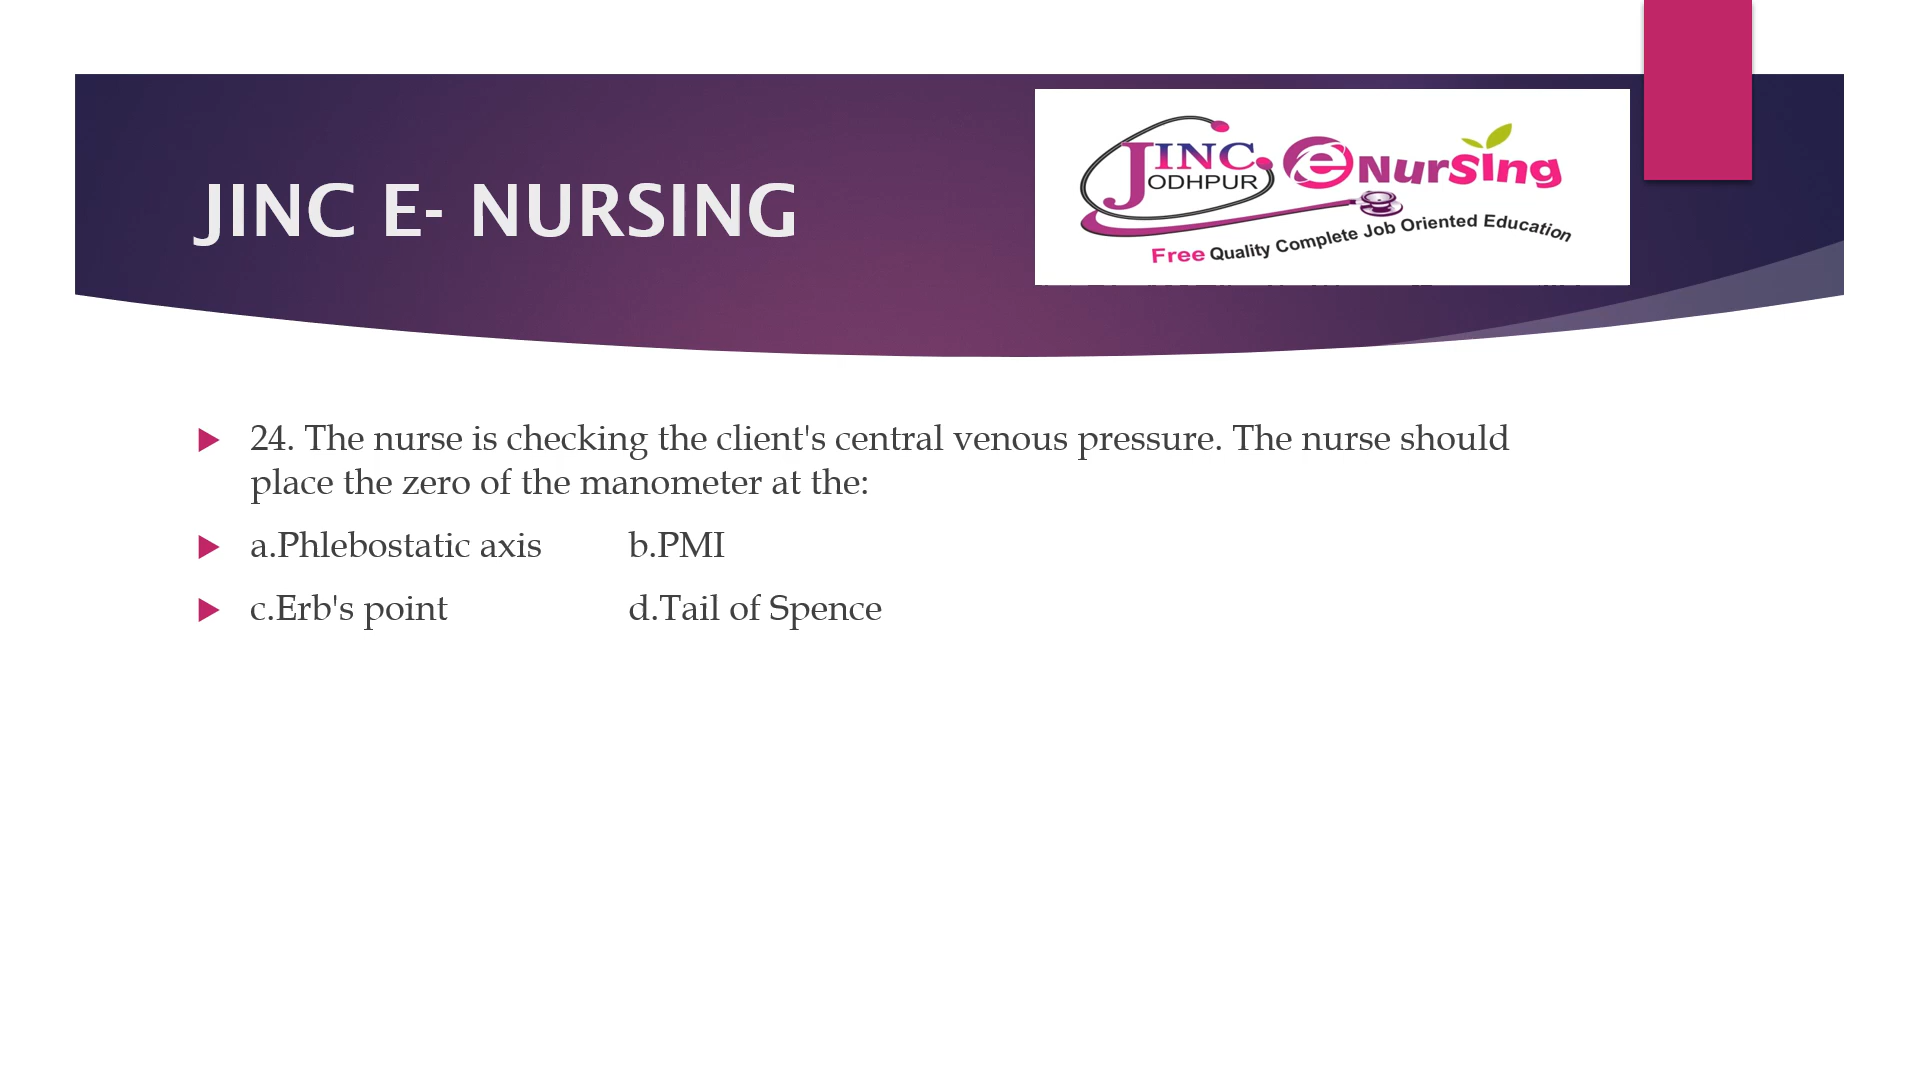 JINC E- NURSING
JINC eNursing
ODHPUR
Free Quality Complete Job Oriented Education
24. The nurse is checking the client's central venous pressure. The nurse should
place the zero of the manometer at the:
a.Phlebostatic axis b.PMI
c.Erb's point d.Tail of Spence